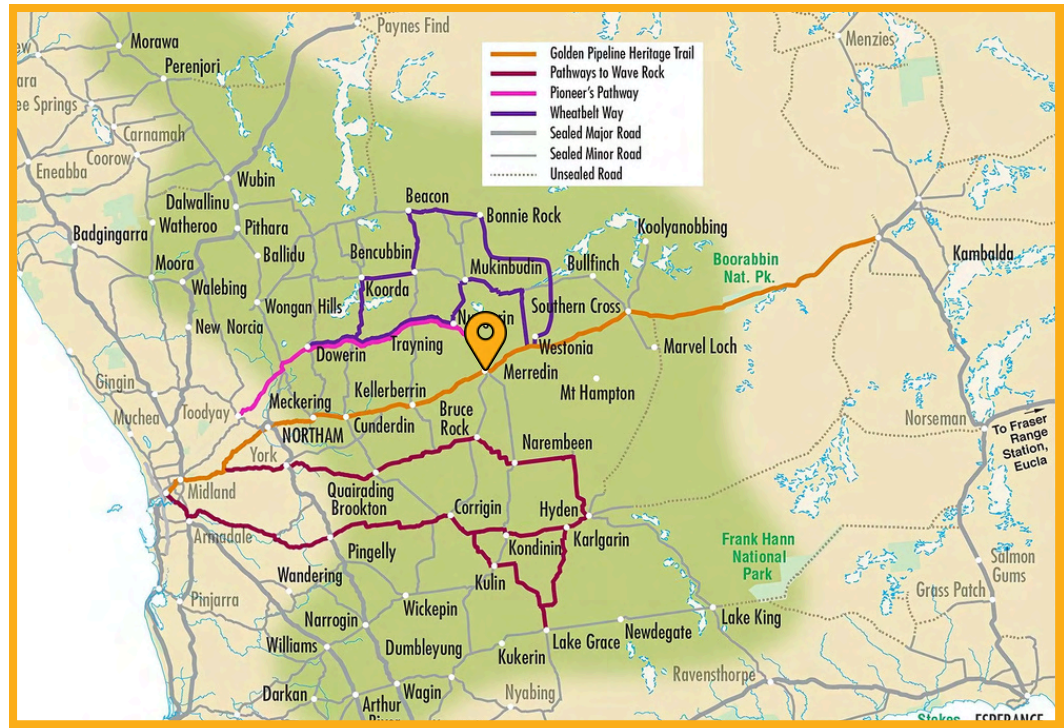 Paynes Find
Morawa
Perenjori
ee Springs
Carnamah
Coorow
Eneabba
Menzies
Golden Pipeline Heritage Trail
Pathways to Wave Rock
Pioneer's Pathway
Wheatbelt Way
Sealed Major Road
Sealed Minor Road
Unsealed Road
Wubin
Dalwallinu
Watheroo
Pithara
Badgingarra
Ballidu
Moora
Walebing
Wongan Hills
New Norcia
Beacon
Bonnie Rock
Bencubbin
Koorda
Mukinbudin
Koolyanobbing
Bullfinch
Southern Cross
Boorabbin
Nat. Pk.
Kambalda
Dowerin
Trayning
Westonia
Merredin
Marvel Loch
Mt Hampton
Gingin
Muchea
Toodyay
Meckering
Kellerberrin
NORTHAM
Cunderdin
York
Bruce
Rock
Narembeen
Norseman
To Fraser
Range
Station,
Eucla
Midland
Quairading
Brookton
Corrigin
Hyden
Karlgarin
Armadale
Pingelly
Kondinin
Kulin
Frank Hann
National
Park
Salmon
Gums
Grass Patch
Pinjarra
Wandering
Wickepin
Narrogin
Williams
Dumbleyung
Kukerin
Lake Grace
Newdegate
Lake King
Ravensthorpe
Darkan
Arthur
Wagin
Nyabing
Stokes
ESPERANCE